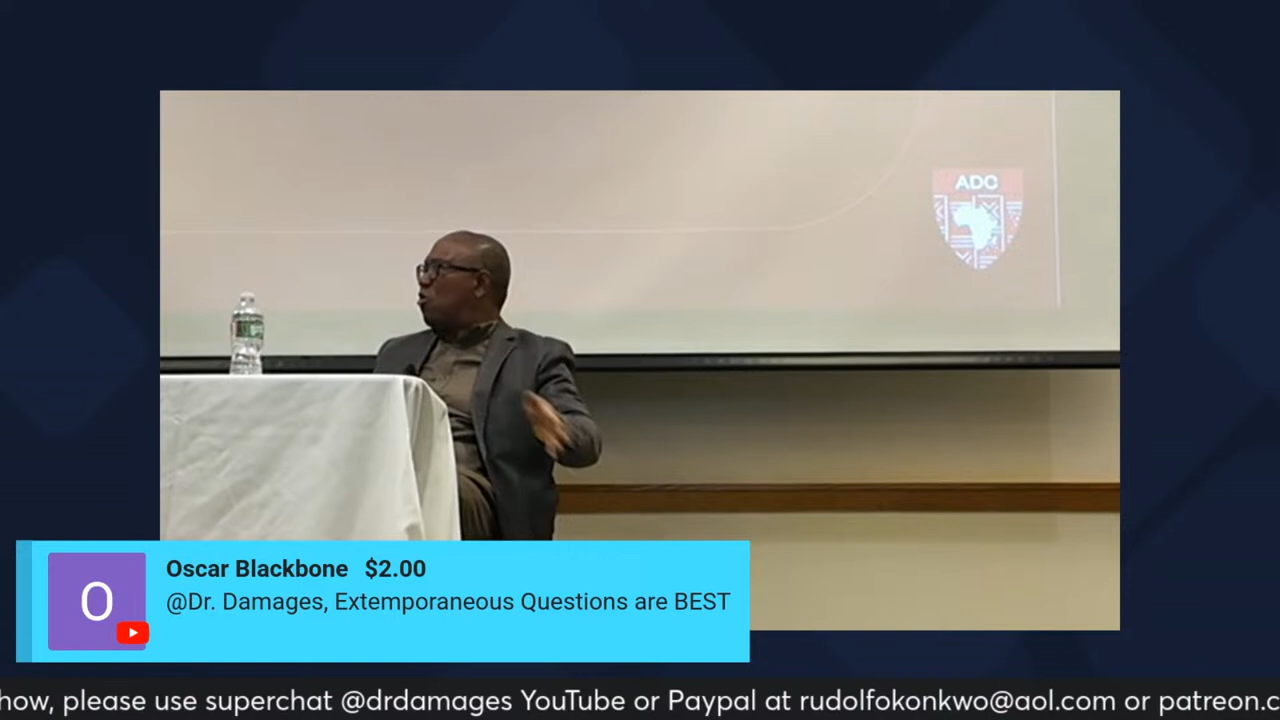 ADC
O
Oscar Blackbone $2.00
@Dr. Damages, Extemporaneous Questions are BEST
how, please use superchat @drdamages YouTube or Paypal at rudolfokonkwo@aol.com or patreon.c